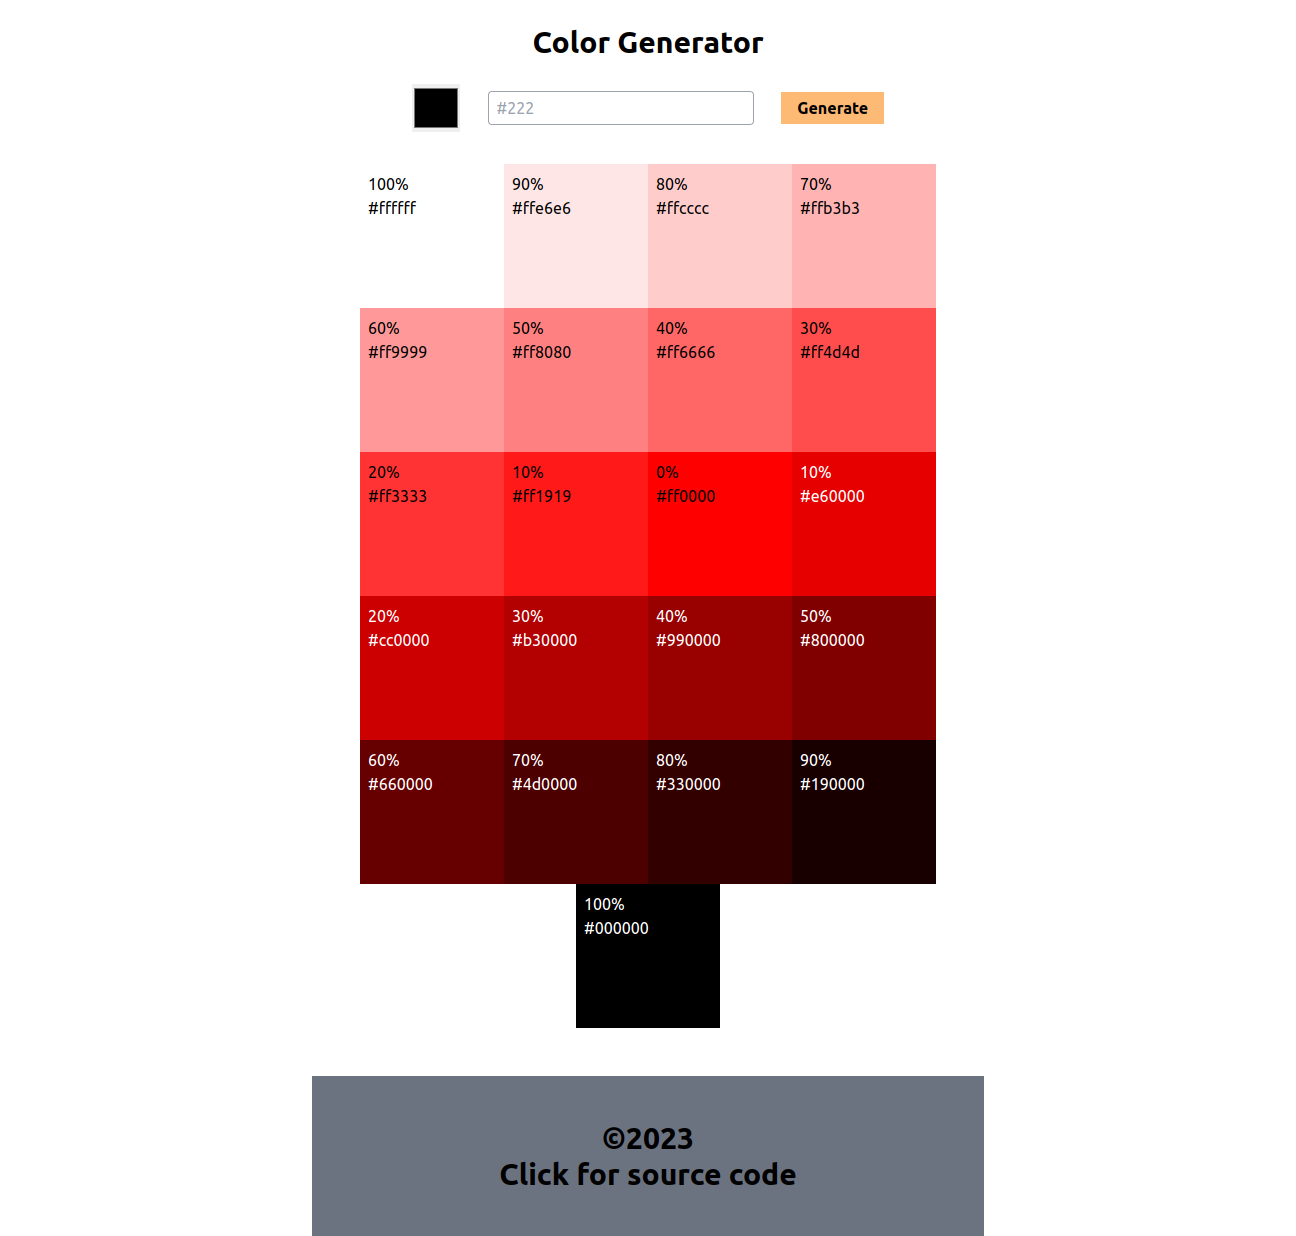 Color Generator
#222
Generate
100%
#ffffff
90%
#ffe6e6
80%
#ffcccc
70%
#ffb3b3
60%
#ff9999
50%
#ff8080
40%
#ff6666
30%
#ff4d4d
20%
#ff3333
10%
#ff1919
0%
#ff0000
10%
#e60000
20%
#cc0000
30%
#b30000
40%
#990000
50%
#800000
60%
#660000
70%
#4d0000
80%
#330000
90%
#190000
100%
#000000
©2023
Click for source code